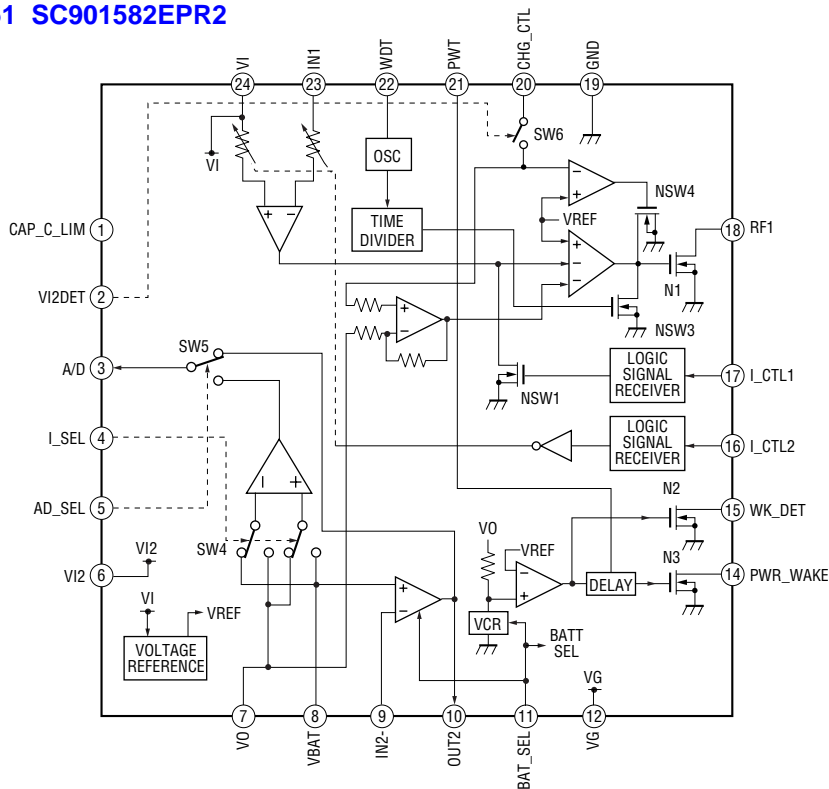 1 SC901582EPR2
VI
IN1
WDT
PWT
CHG_CTL
GND
24
23
22
21
20
19
SW6
VI
OSC
NSW4
+ −
TIME
DIVIDER
VREF
−
+
+
−
−
CAP_C_LIM 1
18 RF1
N1
VI2DET 2
NSW3
+
−
SW5
A/D 3
LOGIC
SIGNAL
RECEIVER
17 I_CTL1
NSW1
I_SEL 4
LOGIC
SIGNAL
RECEIVER
16 I_CTL2
− +
AD_SEL 5
N2
15 WK_DET
VO
SW4
VREF
VI2
VI2 6
−
+
DELAY
N3
14 PWR_WAKE
VI
VREF
+
−
VCR
VOLTAGE
REFERENCE
BATT
SEL
VG
7
8
9
10
11
12
VO
VBAT
IN2-
OUT2
BAT_SEL
VG